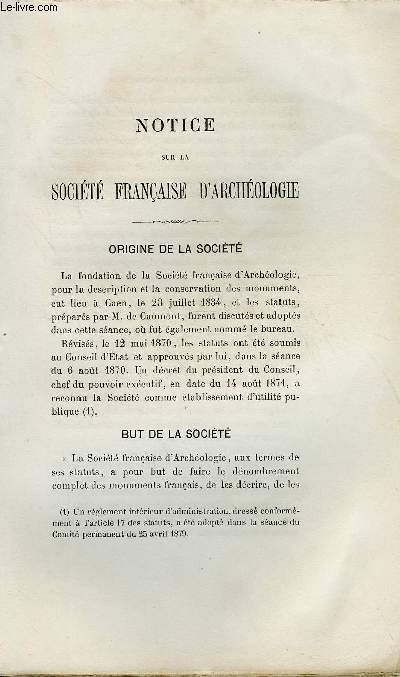 Le-livre.com
NOTICE
SUR LA
SOCIÉTÉ FRANÇAISE D'ARCHÉOLOGIE
ORIGINE DE LA SOCIÉTÉ
La fondation de la Société française d'Archéologie,
pour la description et la conservation des monuments,
eut lieu à Caen, le 23 juillet 1834, et les statuts,
préparés par M. de Caumont, furent discutés et adoptés
dans cette séance, où fut également nommé le bureau.
Révisés, le 12 mai 1870, les statuts ont été soumis
au Conseil d'Etat et approuvés par lui, dans la séance
du 6 août 1870. Un décret du président du Conseil,
chef du pouvoir exécutif, en date du 14 août 1871, a
reconnu la Société comme établissement d'utilité pu-
blique (1).
BUT DE LA SOCIÉTÉ
« La Société française d'Archéologie, aux termes de
ses statuts, a pour but de faire le dénombrement
complet des monuments français, de les décrire, de les
(1) Un règlement intérieur d'administration, dressé conformé-
ment à l'article 17 des statuts, a été adopté dans la séance du
Comité permanent du 25 avril 1879.